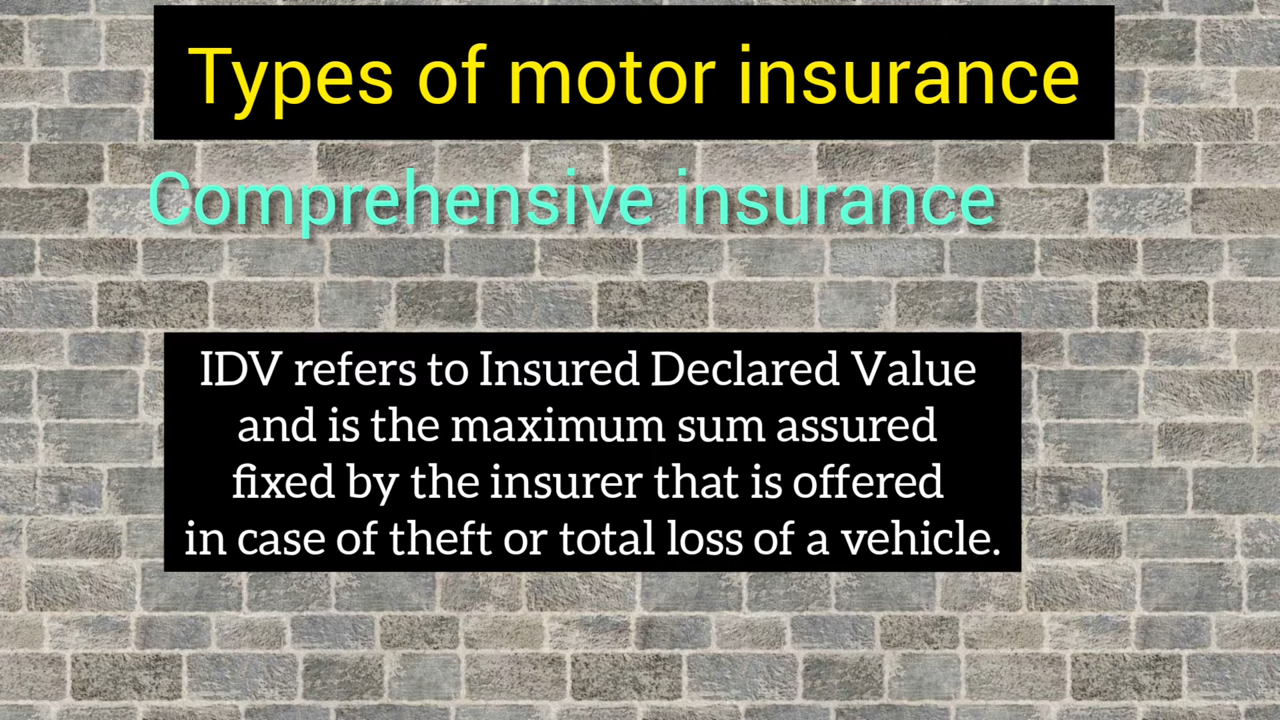 Types of motor insurance
Comprehensive insurance
IDV refers to Insured Declared Value
and is the maximum sum assured
fixed by the insurer that is offered
in case of theft or total loss of a vehicle.